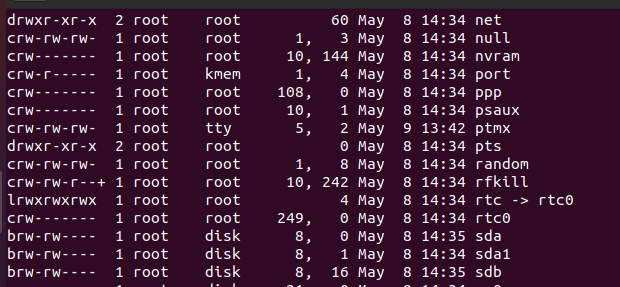 drwxr-xr-x 2 root root 60 May 8 14:34 net
crw-rw-rw- 1 root root 1, 3 May 8 14:34 null
crw------- 1 root root 10, 144 May 8 14:34 nvram
crw-r----- 1 root kmem 1, 4 May 8 14:34 port
crw------- 1 root root 108, 0 May 8 14:34 ppp
crw------- 1 root root 10, 1 May 8 14:34 psaux
crw-rw-rw- 1 root tty 5, 2 May 9 13:42 ptmx
drwxr-xr-x 2 root root 0 May 8 14:34 pts
crw-rw-rw- 1 root root 1, 8 May 8 14:34 random
crw-rw-r--+ 1 root root 10, 242 May 8 14:34 rfkill
lrwxrwxrwx 1 root root 4 May 8 14:34 rtc -> rtc0
crw------- 1 root root 249, 0 May 8 14:34 rtc0
brw-rw---- 1 root disk 8, 0 May 8 14:35 sda
brw-rw---- 1 root disk 8, 1 May 8 14:34 sda1
brw-rw---- 1 root disk 8, 16 May 8 14:35 sdb